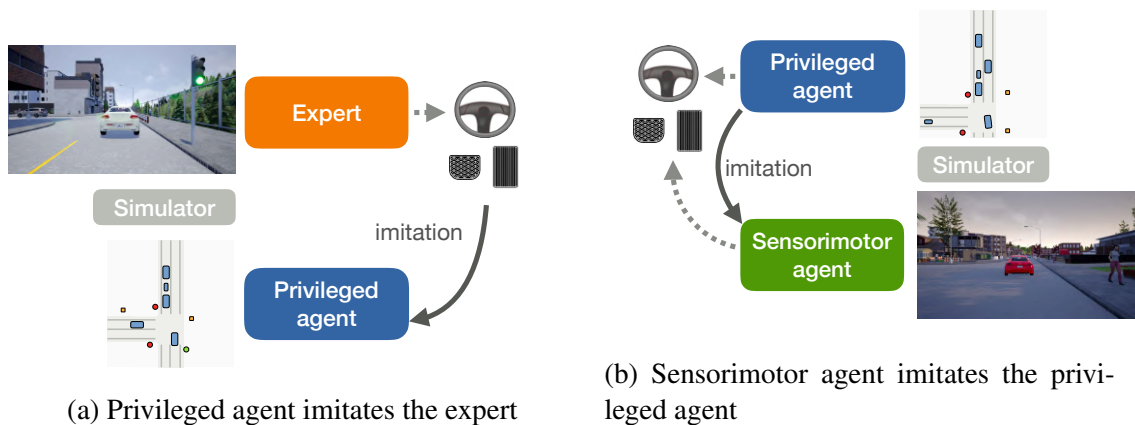 Expert
Simulator
imitation
Privileged
agent
(a) Privileged agent imitates the expert
Privileged
agent
Simulator
imitation
Sensorimotor
agent
(b) Sensorimotor agent imitates the privi-
leged agent